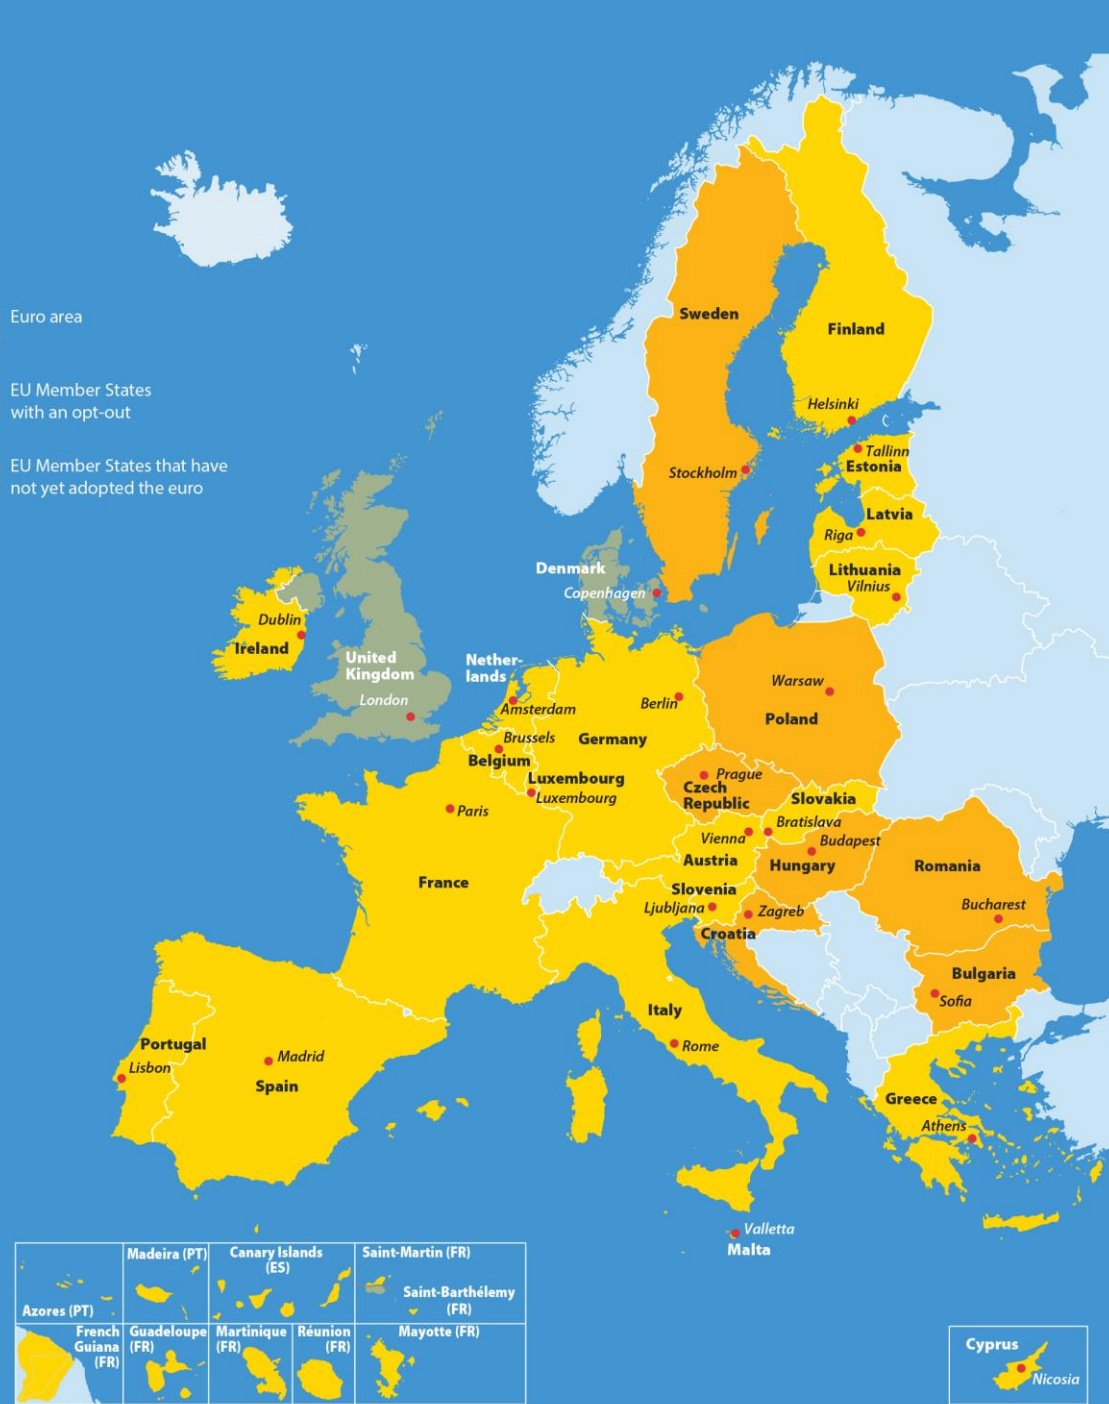 Euro area
EU Member States
with an opt-out
EU Member States that have
not yet adopted the euro
Sweden
Finland
Helsinki
Stockholm
Tallinn
Estonia
Latvia
Riga
Lithuania
Vilnius
Denmark
Copenhagen
Dublin
Ireland
United
Kingdom
London
Nether-
lands
Amsterdam
Berlin
Warsaw
Poland
Brussels
Belgium
Germany
Luxembourg
Luxembourg
Prague
Czech
Republic
Slovakia
Bratislava
Paris
Vienna
Austria
Budapest
Hungary
Romania
Bucharest
France
Slovenia
Ljubljana
Zagreb
Croatia
Bulgaria
Sofia
Italy
Rome
Portugal
Lisbon
Madrid
Spain
Greece
Athens
Valletta
Malta
Azores (PT)
Madeira (PT)
Canary Islands
(ES)
Saint-Martin (FR)
Saint-Barthélemy
(FR)
French
Guiana
(FR)
Guadeloupe
(FR)
Martinique
(FR)
Réunion
(FR)
Mayotte (FR)
Cyprus
Nicosia